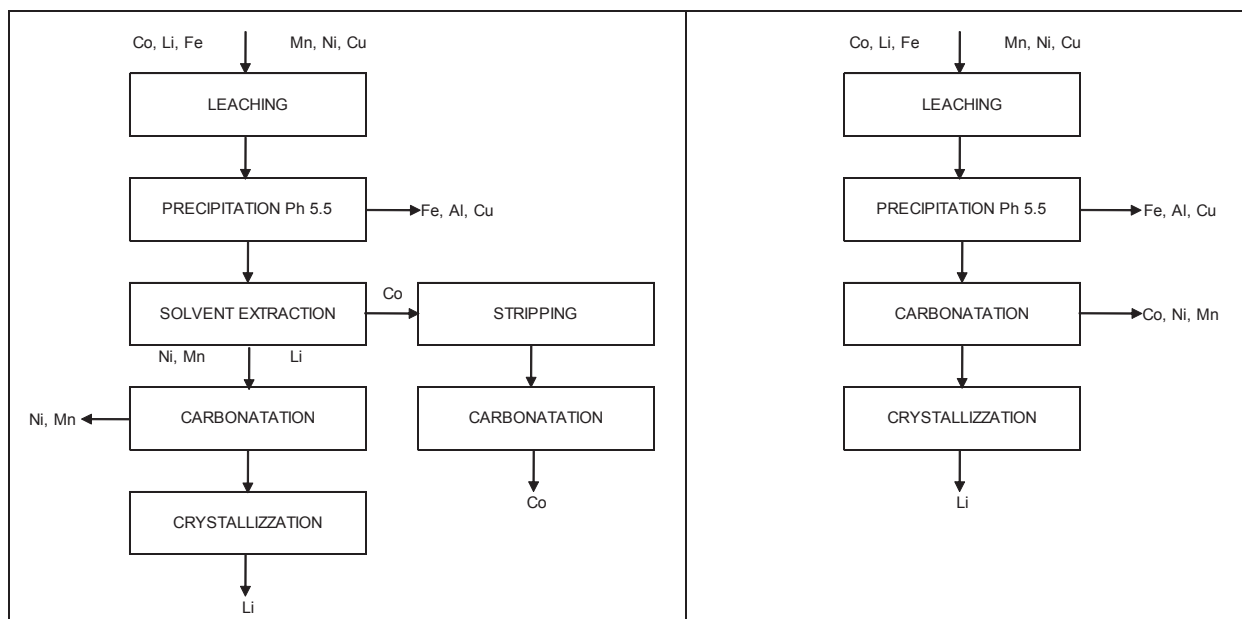 Co, Li, Fe Mn, Ni, Cu
LEACHING
PRECIPITATION Ph 5.5
Fe, Al, Cu
SOLVENT EXTRACTION
Co
STRIPPING
Ni, Mn Li
Ni, Mn
CARBONATATION
CARBONATATION
Co
CRYSTALLIZZATION
Li
Co, Li, Fe Mn, Ni, Cu
LEACHING
PRECIPITATION Ph 5.5
Fe, Al, Cu
CARBONATATION
Co, Ni, Mn
CRYSTALLIZZATION
Li